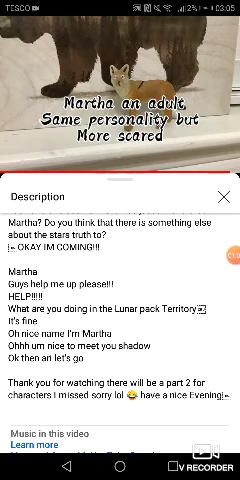 TESCO
2% 03:05
Martha an adult
Same personality but
More scared
Description
Martha? Do you think that there is something else
about the stars truth to?
OKAY IM COMING!!!
Martha
Guys help me up please!!!
HELP!!!!!
What are you doing in the Lunar pack Territory
It's fine
Oh nice name I'm Martha
Ohhh um nice to meet you shadow
Ok then ari let's go
Thank you for watching there will be a part 2 for
characters I missed sorry lol 😂 have a nice Evening
Music in this video
Learn more
V RECORDER